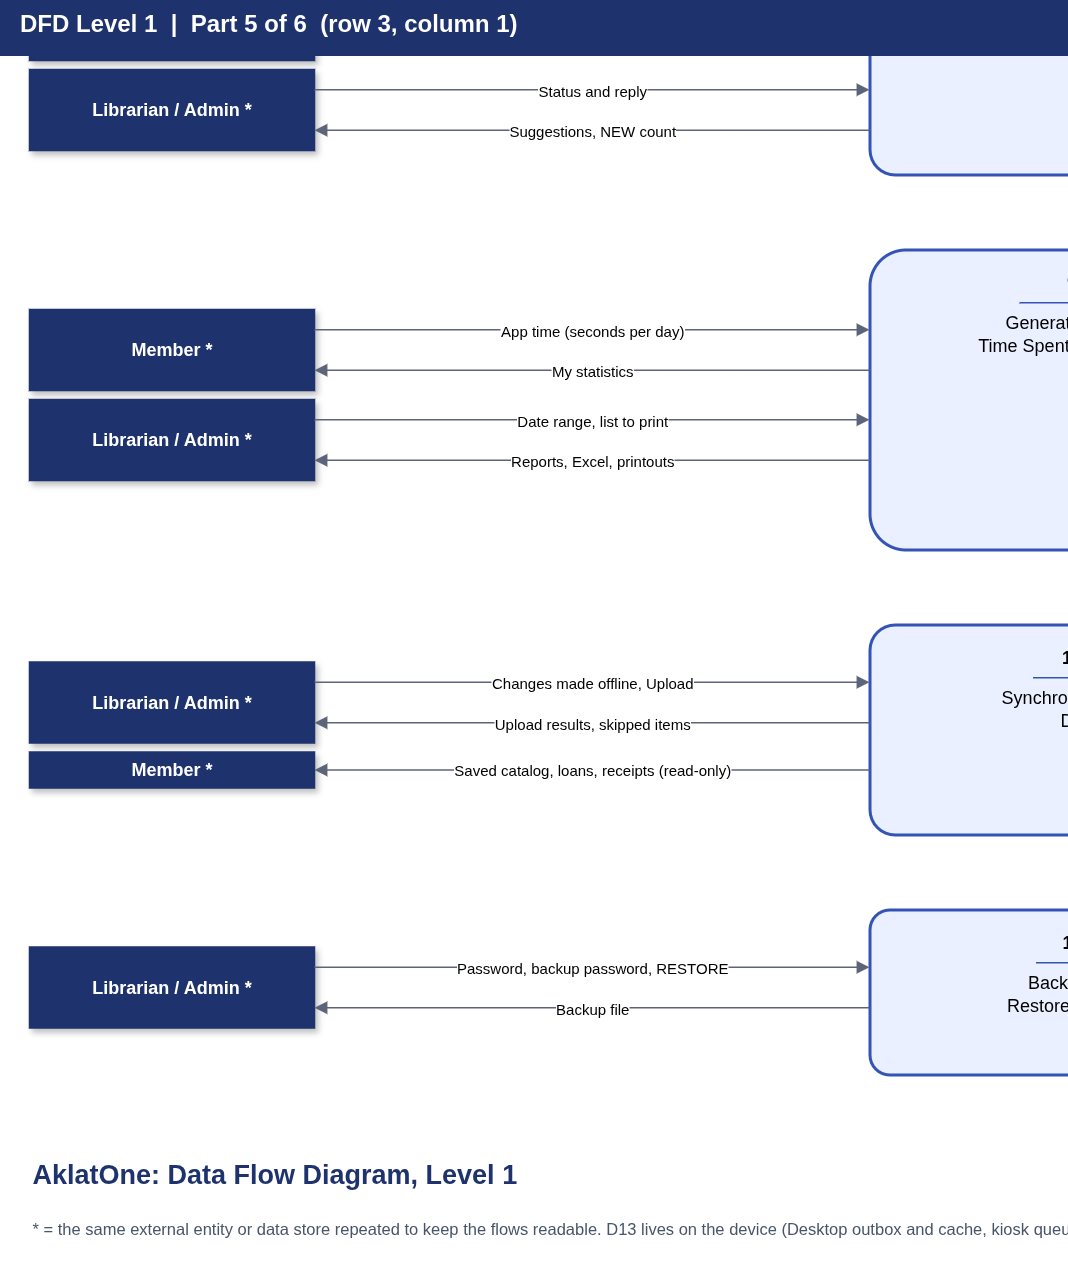 DFD Level 1 | Part 5 of 6 (row 3, column 1)
Librarian / Admin *
Status and reply
Suggestions, NEW count
Member *
App time (seconds per day)
My statistics
Time Spent
Librarian / Admin *
Date range, list to print
Reports, Excel, printouts
Librarian / Admin *
Changes made offline, Upload
Upload results, skipped items
Member *
Saved catalog, loans, receipts (read-only)
Librarian / Admin *
Password, backup password, RESTORE
Backup file
Restore
AklatOne: Data Flow Diagram, Level 1
* = the same external entity or data store repeated to keep the flows readable. D13 lives on the device (Desktop outbox and cache, kiosk